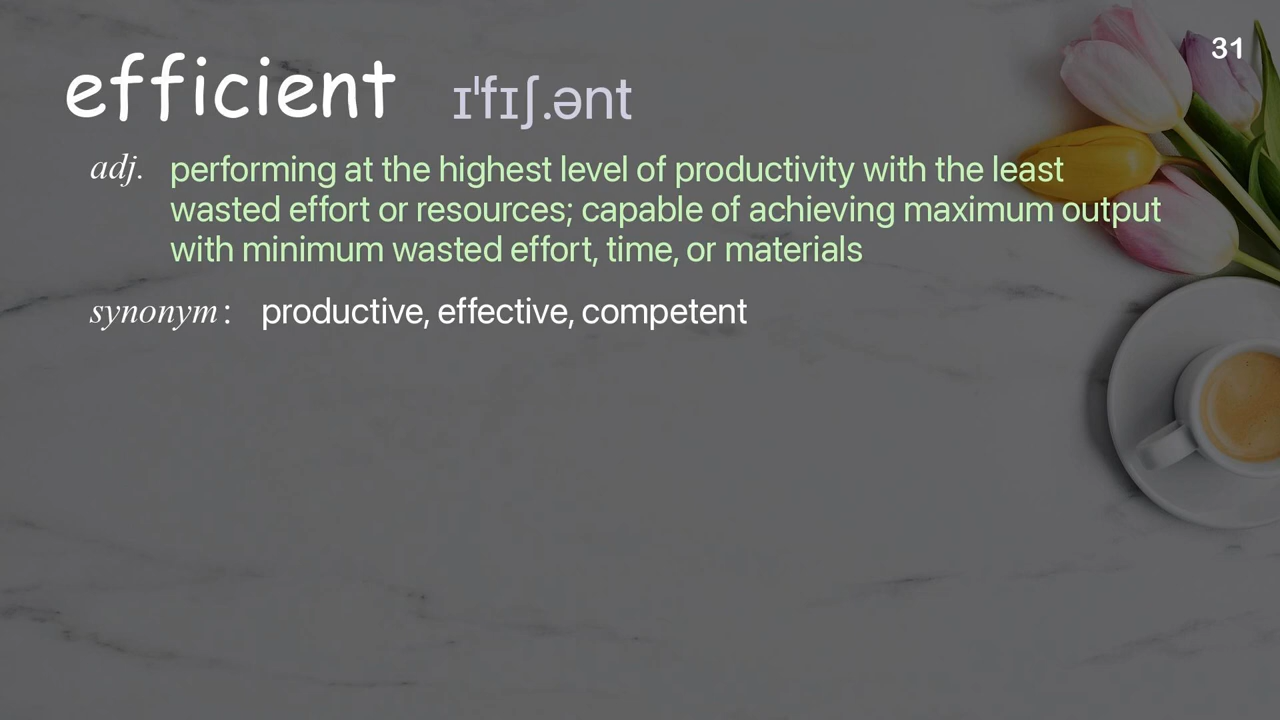 31
efficient ɪˈfɪʃ.ənt
adj. performing at the highest level of productivity with the least
wasted effort or resources; capable of achieving maximum output
with minimum wasted effort, time, or materials
synonym : productive, effective, competent